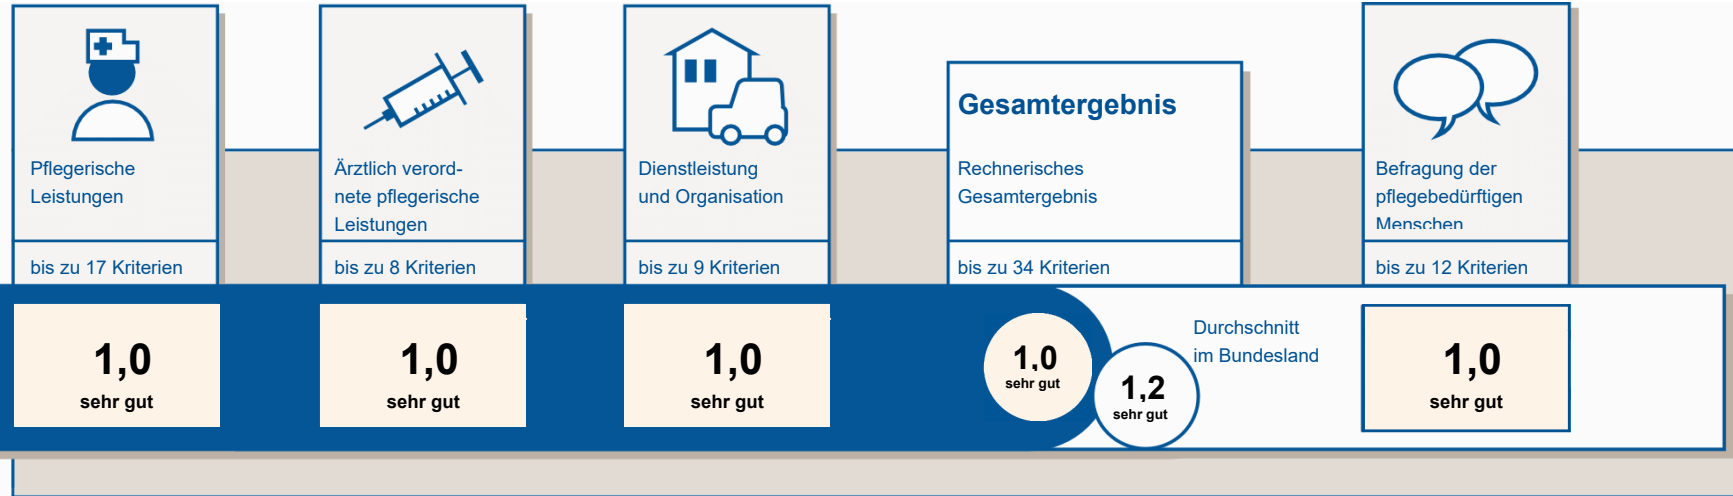 Pflegerische
Leistungen
bis zu 17 Kriterien
1,0
sehr gut
Ärztlich verord-
nete pflegerische
Leistungen
bis zu 8 Kriterien
1,0
sehr gut
Dienstleistung
und Organisation
bis zu 9 Kriterien
1,0
sehr gut
Gesamtergebnis
Rechnerisches
Gesamtergebnis
bis zu 34 Kriterien
1,0
sehr gut
1,2
sehr gut
Durchschnitt
im Bundesland
Befragung der
pflegebedürftigen
Menschen
bis zu 12 Kriterien
1,0
sehr gut